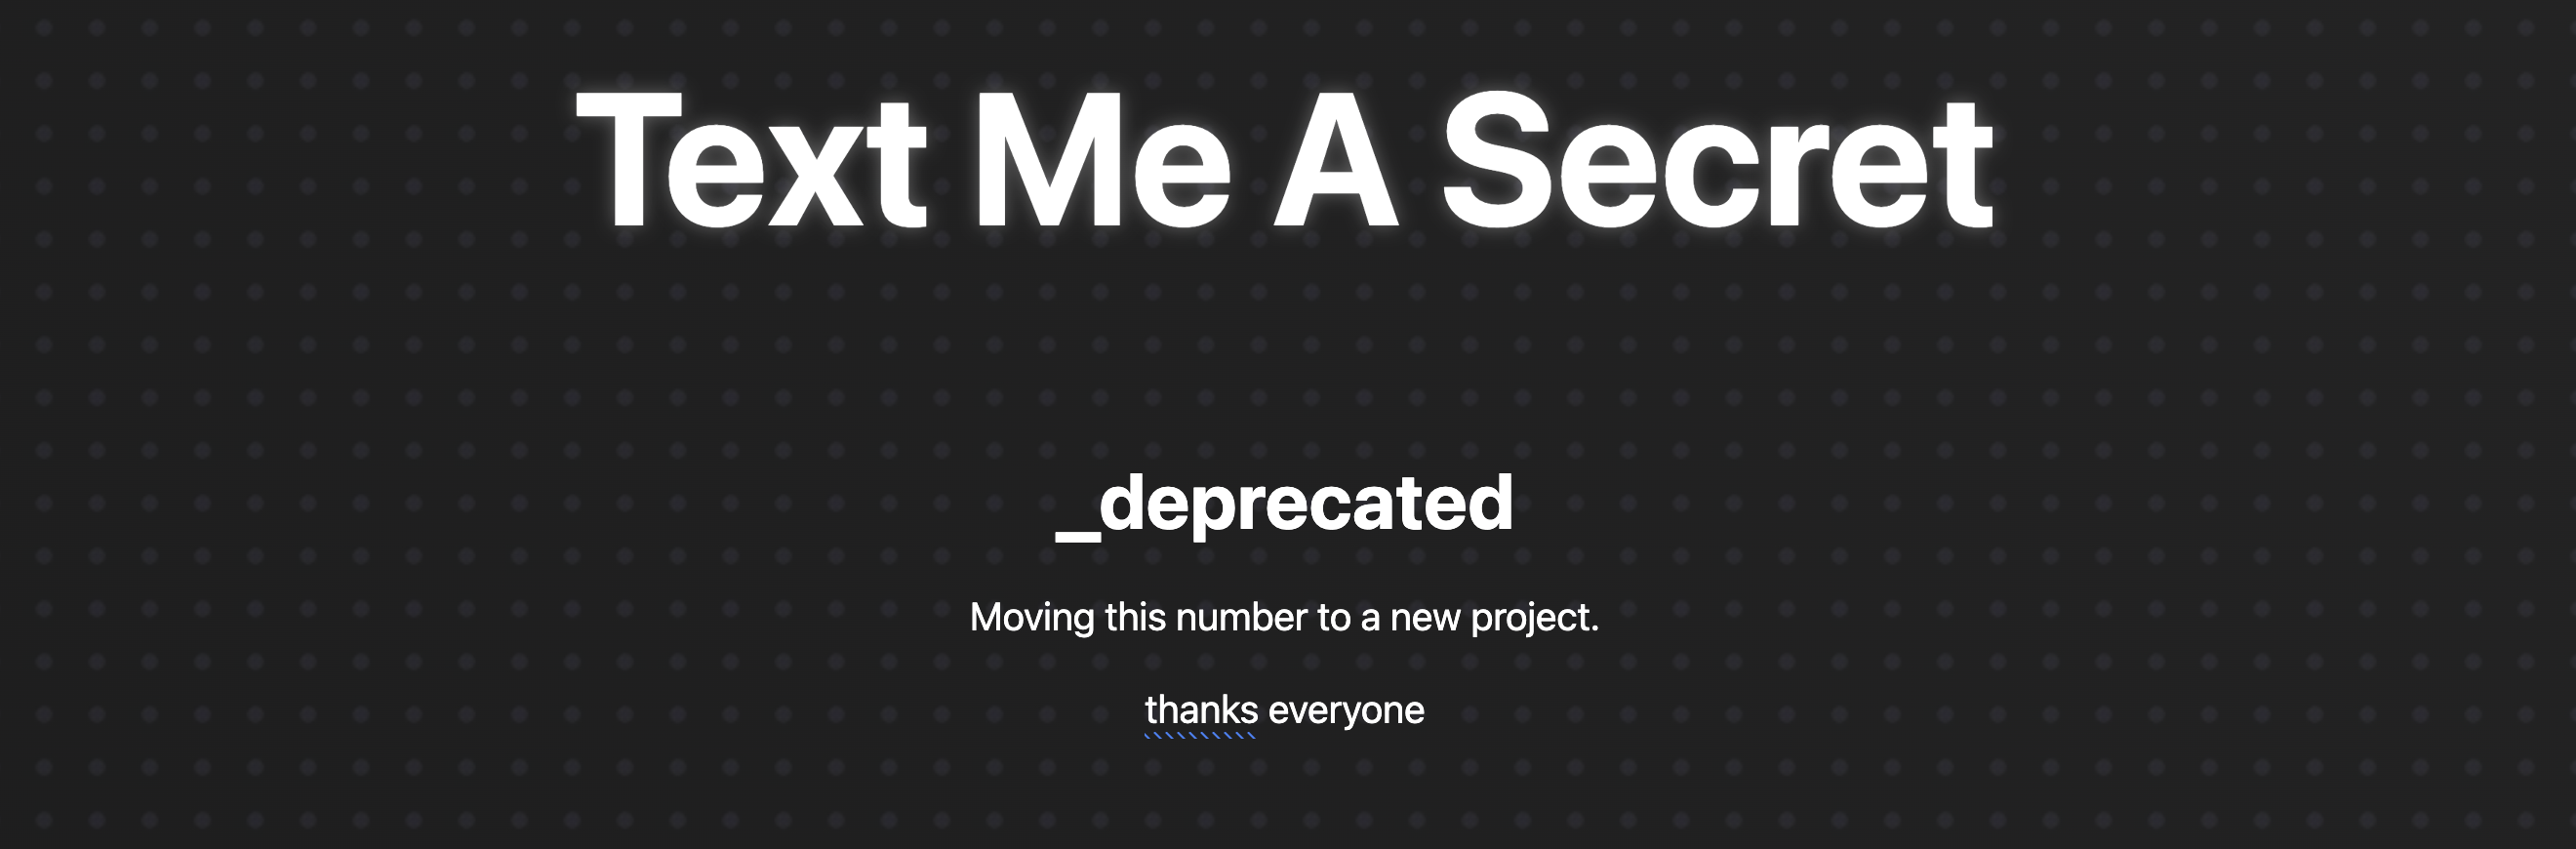 Text Me A Secret
_deprecated
Moving this number to a new project.
thanks everyone